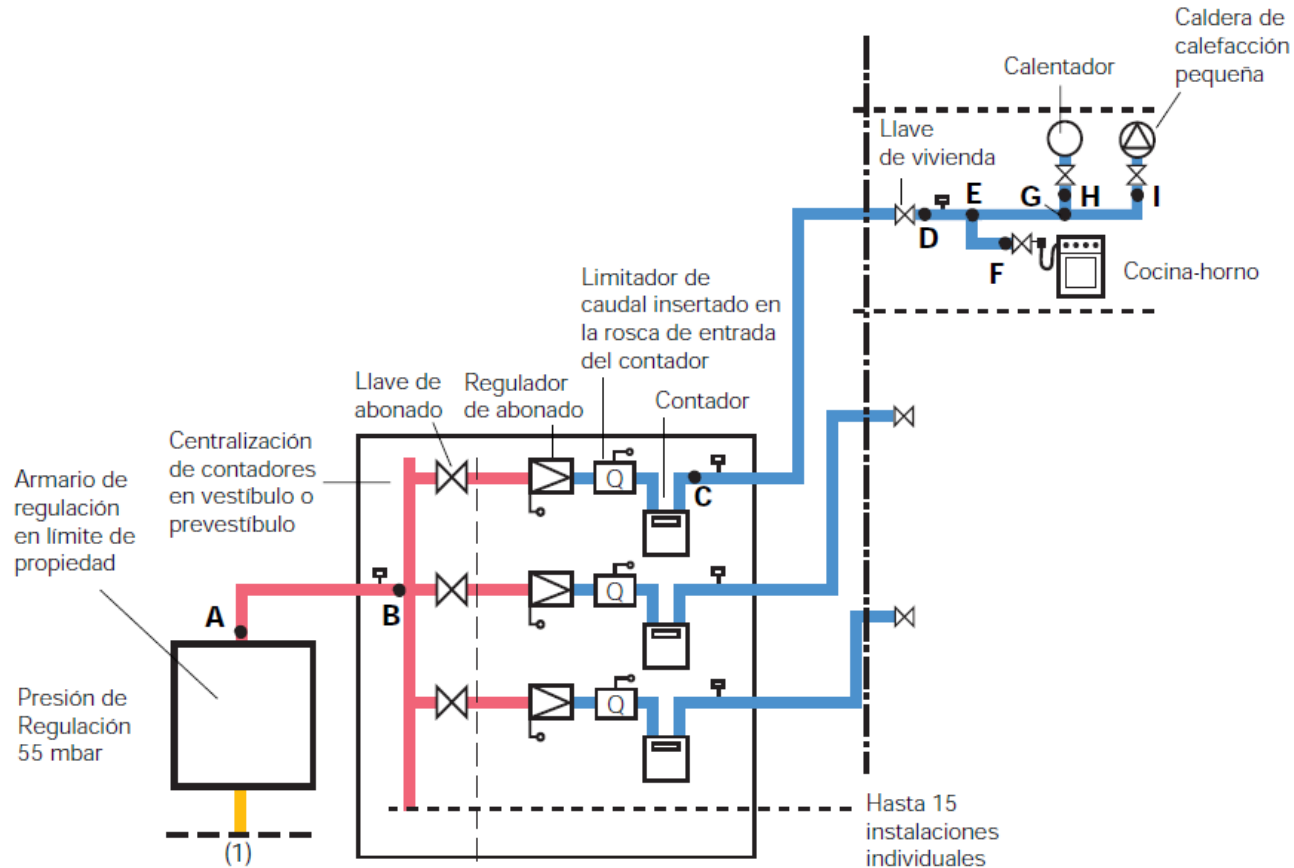 Caldera de
calefacción
pequeña
Calentador
Llave
de vivienda
E
G
H
I
D
F
Cocina-horno
Limitador de
caudal insertado en
la rosca de entrada
del contador
Llave de
abonado
Regulador
de abonado
Contador
Centralización
de contadores
en vestíbulo o
prevestíbulo
Armario de
regulación
en límite de
propiedad
Q
C
A
B
Q
Presión de
Regulación
55 mbar
Q
Hasta 15
instalaciones
individuales
(1)